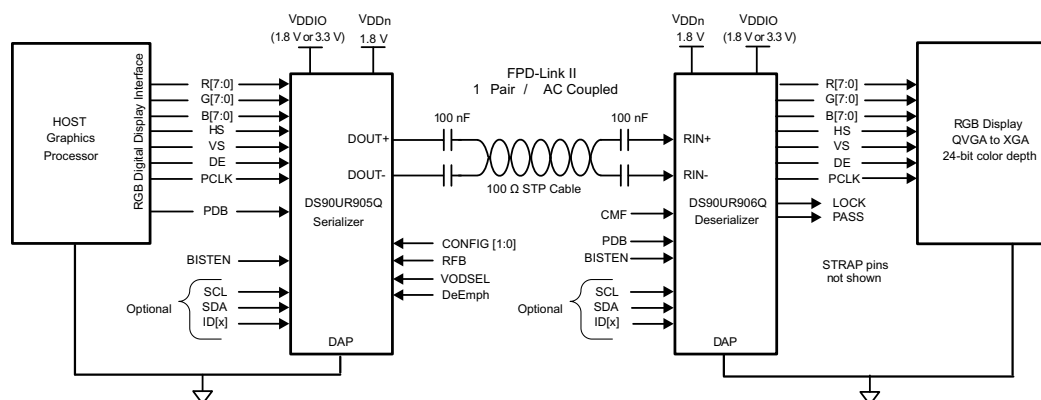 VDDIO
(1.8 V or 3.3 V)
VDDn
1.8 V
VDDn
1.8 V
VDDIO
(1.8 V or 3.3 V)
HOST
Graphics
Processor
RGB Digital Display Interface
R[7:0]
G[7:0]
B[7:0]
HS
VS
DE
PCLK
PDB
BISTEN
Optional
SCL
SDA
ID[x]
DOUT+
DOUT-
DS90UR905Q
Serializer
DAP
CONFIG [1:0]
RFB
VODSEL
DeEmph
FPD-Link II
1 Pair / AC Coupled
100 nF
100 nF
100 Ω STP Cable
RIN+
RIN-
DS90UR906Q
Deserializer
DAP
CMF
PDB
BISTEN
Optional
SCL
SDA
ID[x]
R[7:0]
G[7:0]
B[7:0]
HS
VS
DE
PCLK
LOCK
PASS
STRAP pins
not shown
RGB Display
QVGA to XGA
24-bit color depth